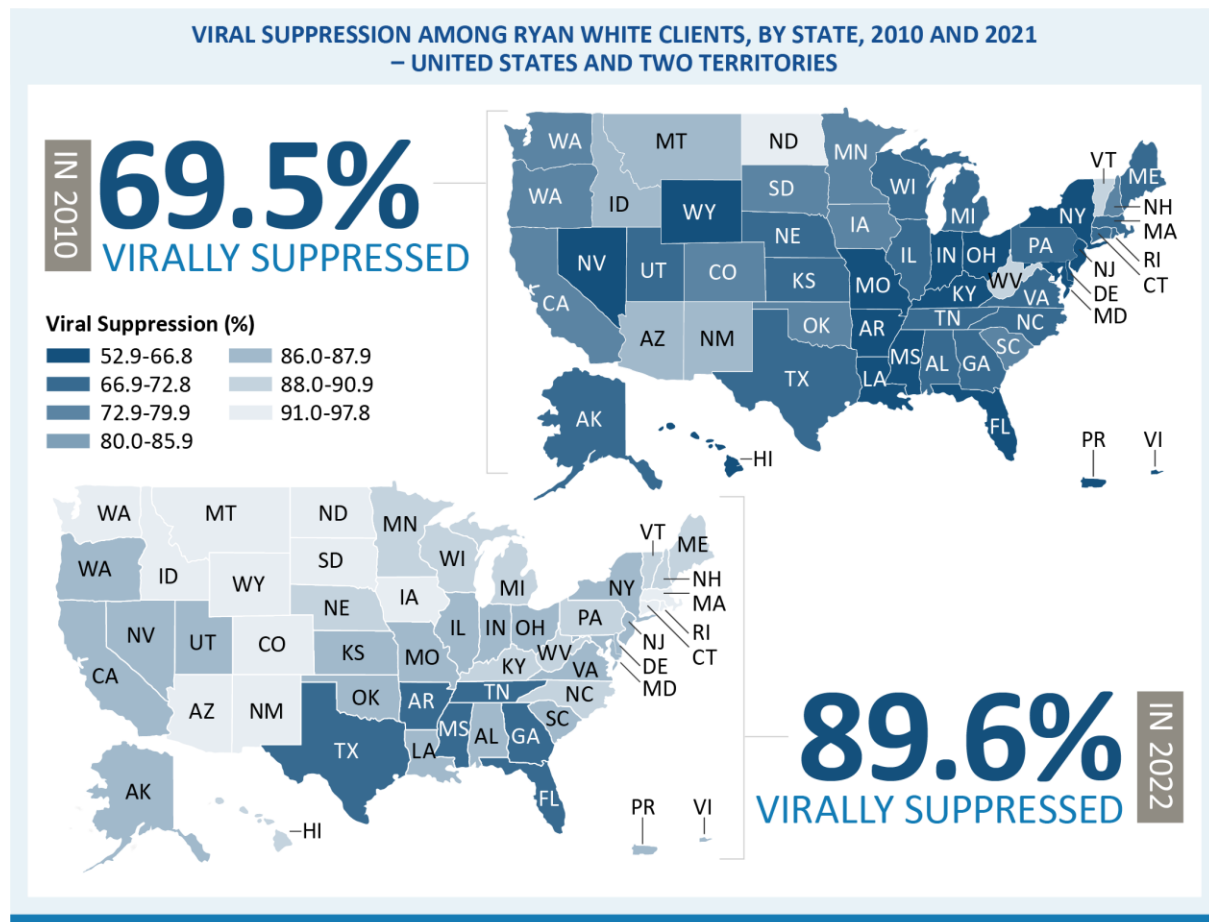 VIRAL SUPPRESSION AMONG RYAN WHITE CLIENTS, BY STATE, 2010 AND 2021
– UNITED STATES AND TWO TERRITORIES
IN 2010
69.5%
VIRALLY SUPPRESSED
Viral Suppression (%)
52.9-66.8
66.9-72.8
72.9-79.9
80.0-85.9
86.0-87.9
88.0-90.9
91.0-97.8
WA
MT
ND
MN
VT
ME
WA
ID
WY
SD
WI
MI
NY
NH
MA
NV
UT
CO
NE
IA
IL
IN
OH
PA
RI
CT
NJ
DE
MD
CA
KS
MO
KY
WV
VA
AZ
NM
OK
AR
TN
NC
SC
TX
LA
MS
AL
GA
FL
AK
HI
PR
VI
WA
MT
ND
MN
VT
ME
WA
ID
WY
SD
WI
MI
NY
NH
MA
NV
UT
CO
NE
IA
IL
IN
OH
PA
RI
CT
NJ
DE
MD
CA
KS
MO
KY
WV
VA
AZ
NM
OK
AR
TN
NC
SC
TX
LA
MS
AL
GA
FL
AK
HI
PR
VI
89.6%
VIRALLY SUPPRESSED
IN 2022